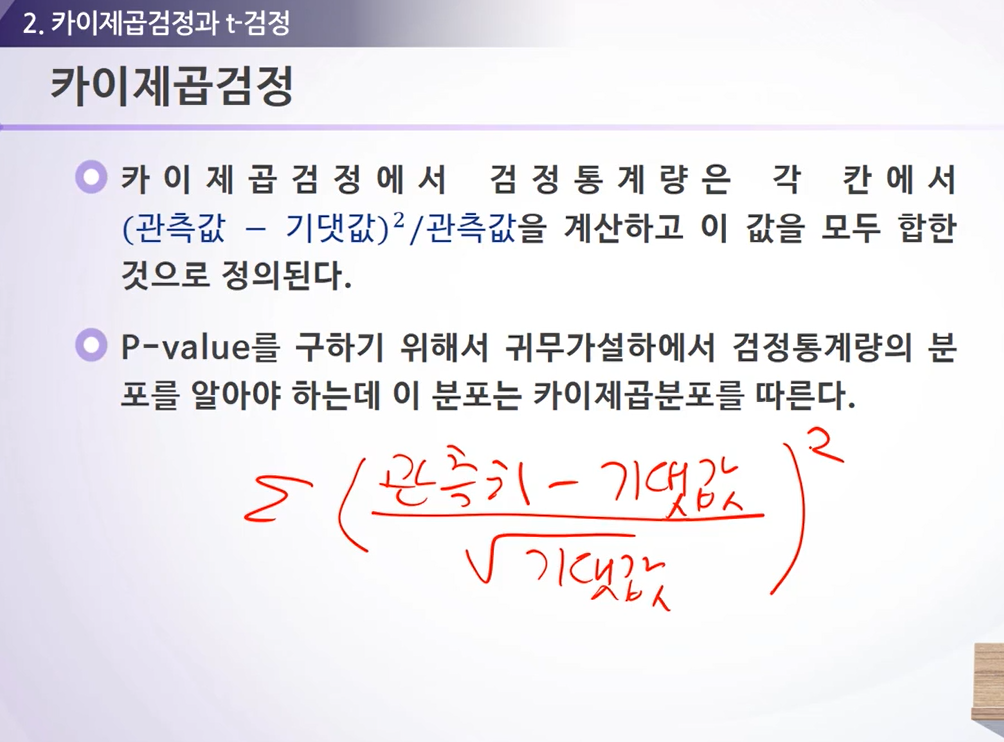 2. 카이제곱검정과 t-검정
카이제곱검정
카이제곱검정에서 검정통계량은 각 칸에서
(관측값 − 기댓값)²/관측값을 계산하고 이 값을 모두 합한
것으로 정의된다.
P-value를 구하기 위해서 귀무가설하에서 검정통계량의 분
포를 알아야 하는데 이 분포는 카이제곱분포를 따른다.
Σ ( 관측치 - 기댓값 )²
√기댓값